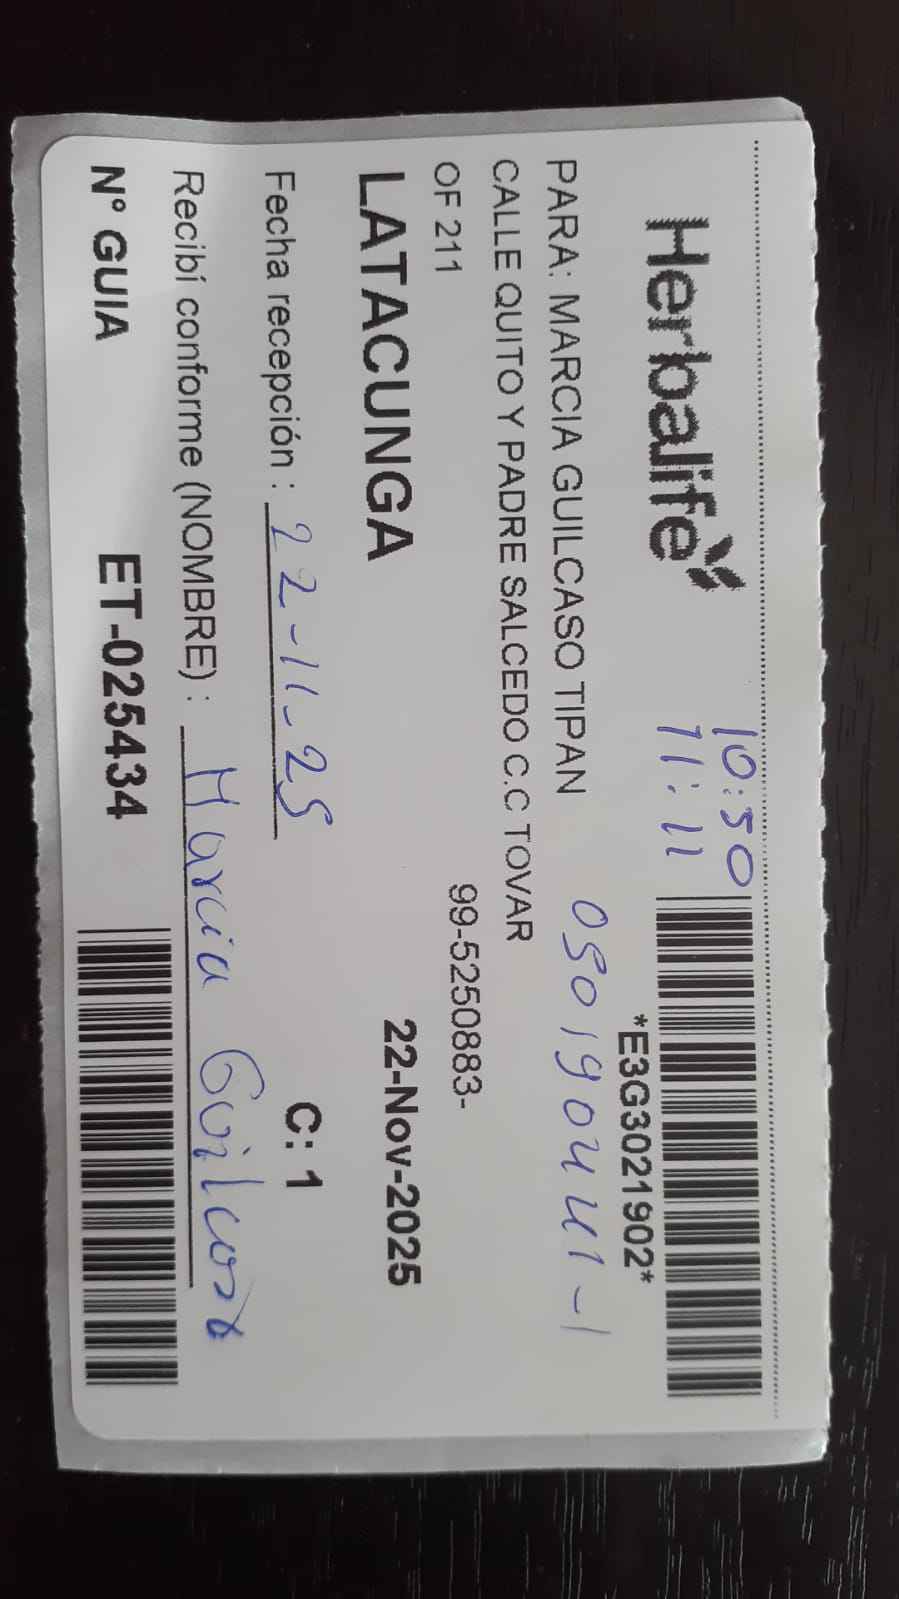 Herbalife
10:50
11:11
*E3G3021902*
PARA: MARCIA GUILCASO TIPAN
0501904441-1
CALLE QUITO Y PADRE SALCEDO C.C TOVAR
OF 211
99-5250883-
LATACUNGA
22-Nov-2025
Fecha recepción : 22-11-25
C: 1
Recibí conforme (NOMBRE) : Marcia Guilcaso
N° GUIA
ET-025434